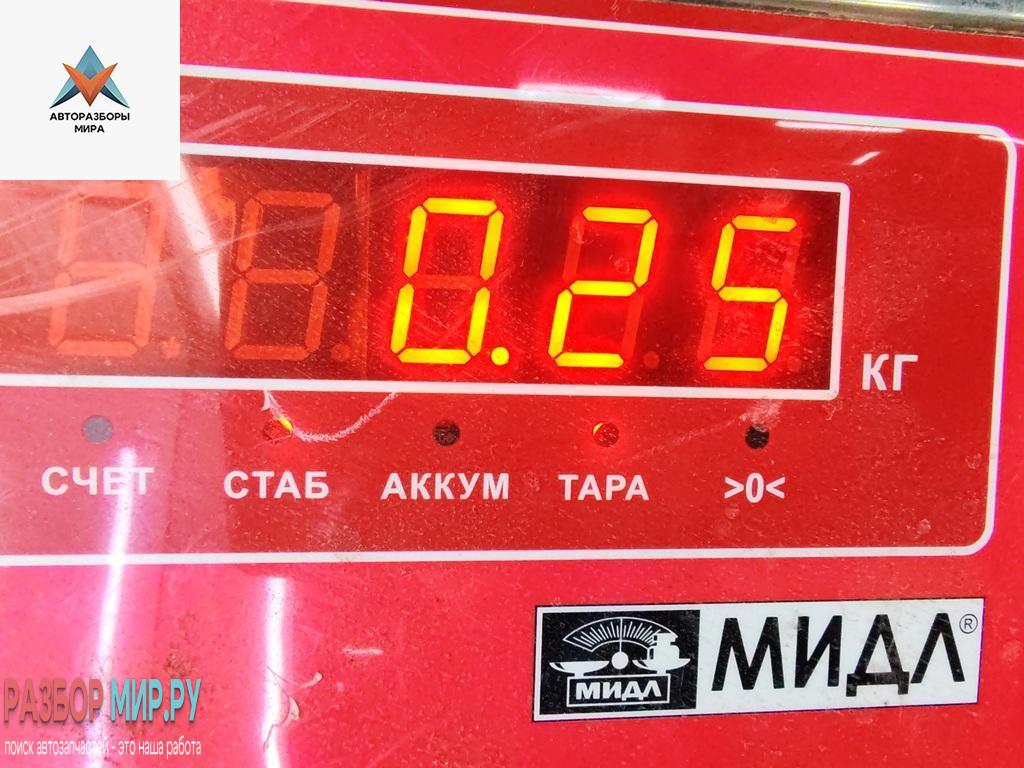 АВТОРАЗБОРЫ
МИРА
0.25
КГ
СЧЕТ СТАБ АККУМ ТАРА >0<
МИДЛ МИДЛ®
РАЗБОР МИР.РУ
поиск автозапчастей - это наша работа